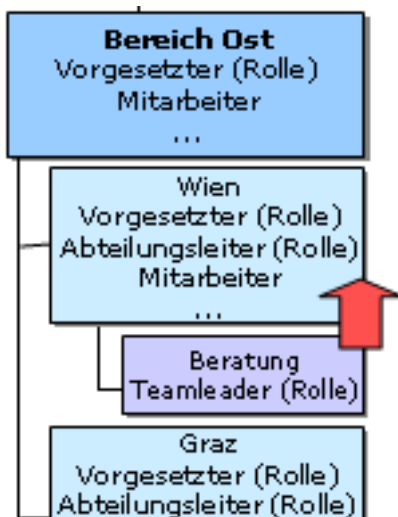 Bereich Ost
Vorgesetzter (Rolle)
Mitarbeiter
...
Wien
Vorgesetzter (Rolle)
Abteilungsleiter (Rolle)
Mitarbeiter
...
Beratung
Teamleader (Rolle)
Graz
Vorgesetzter (Rolle)
Abteilungsleiter (Rolle)